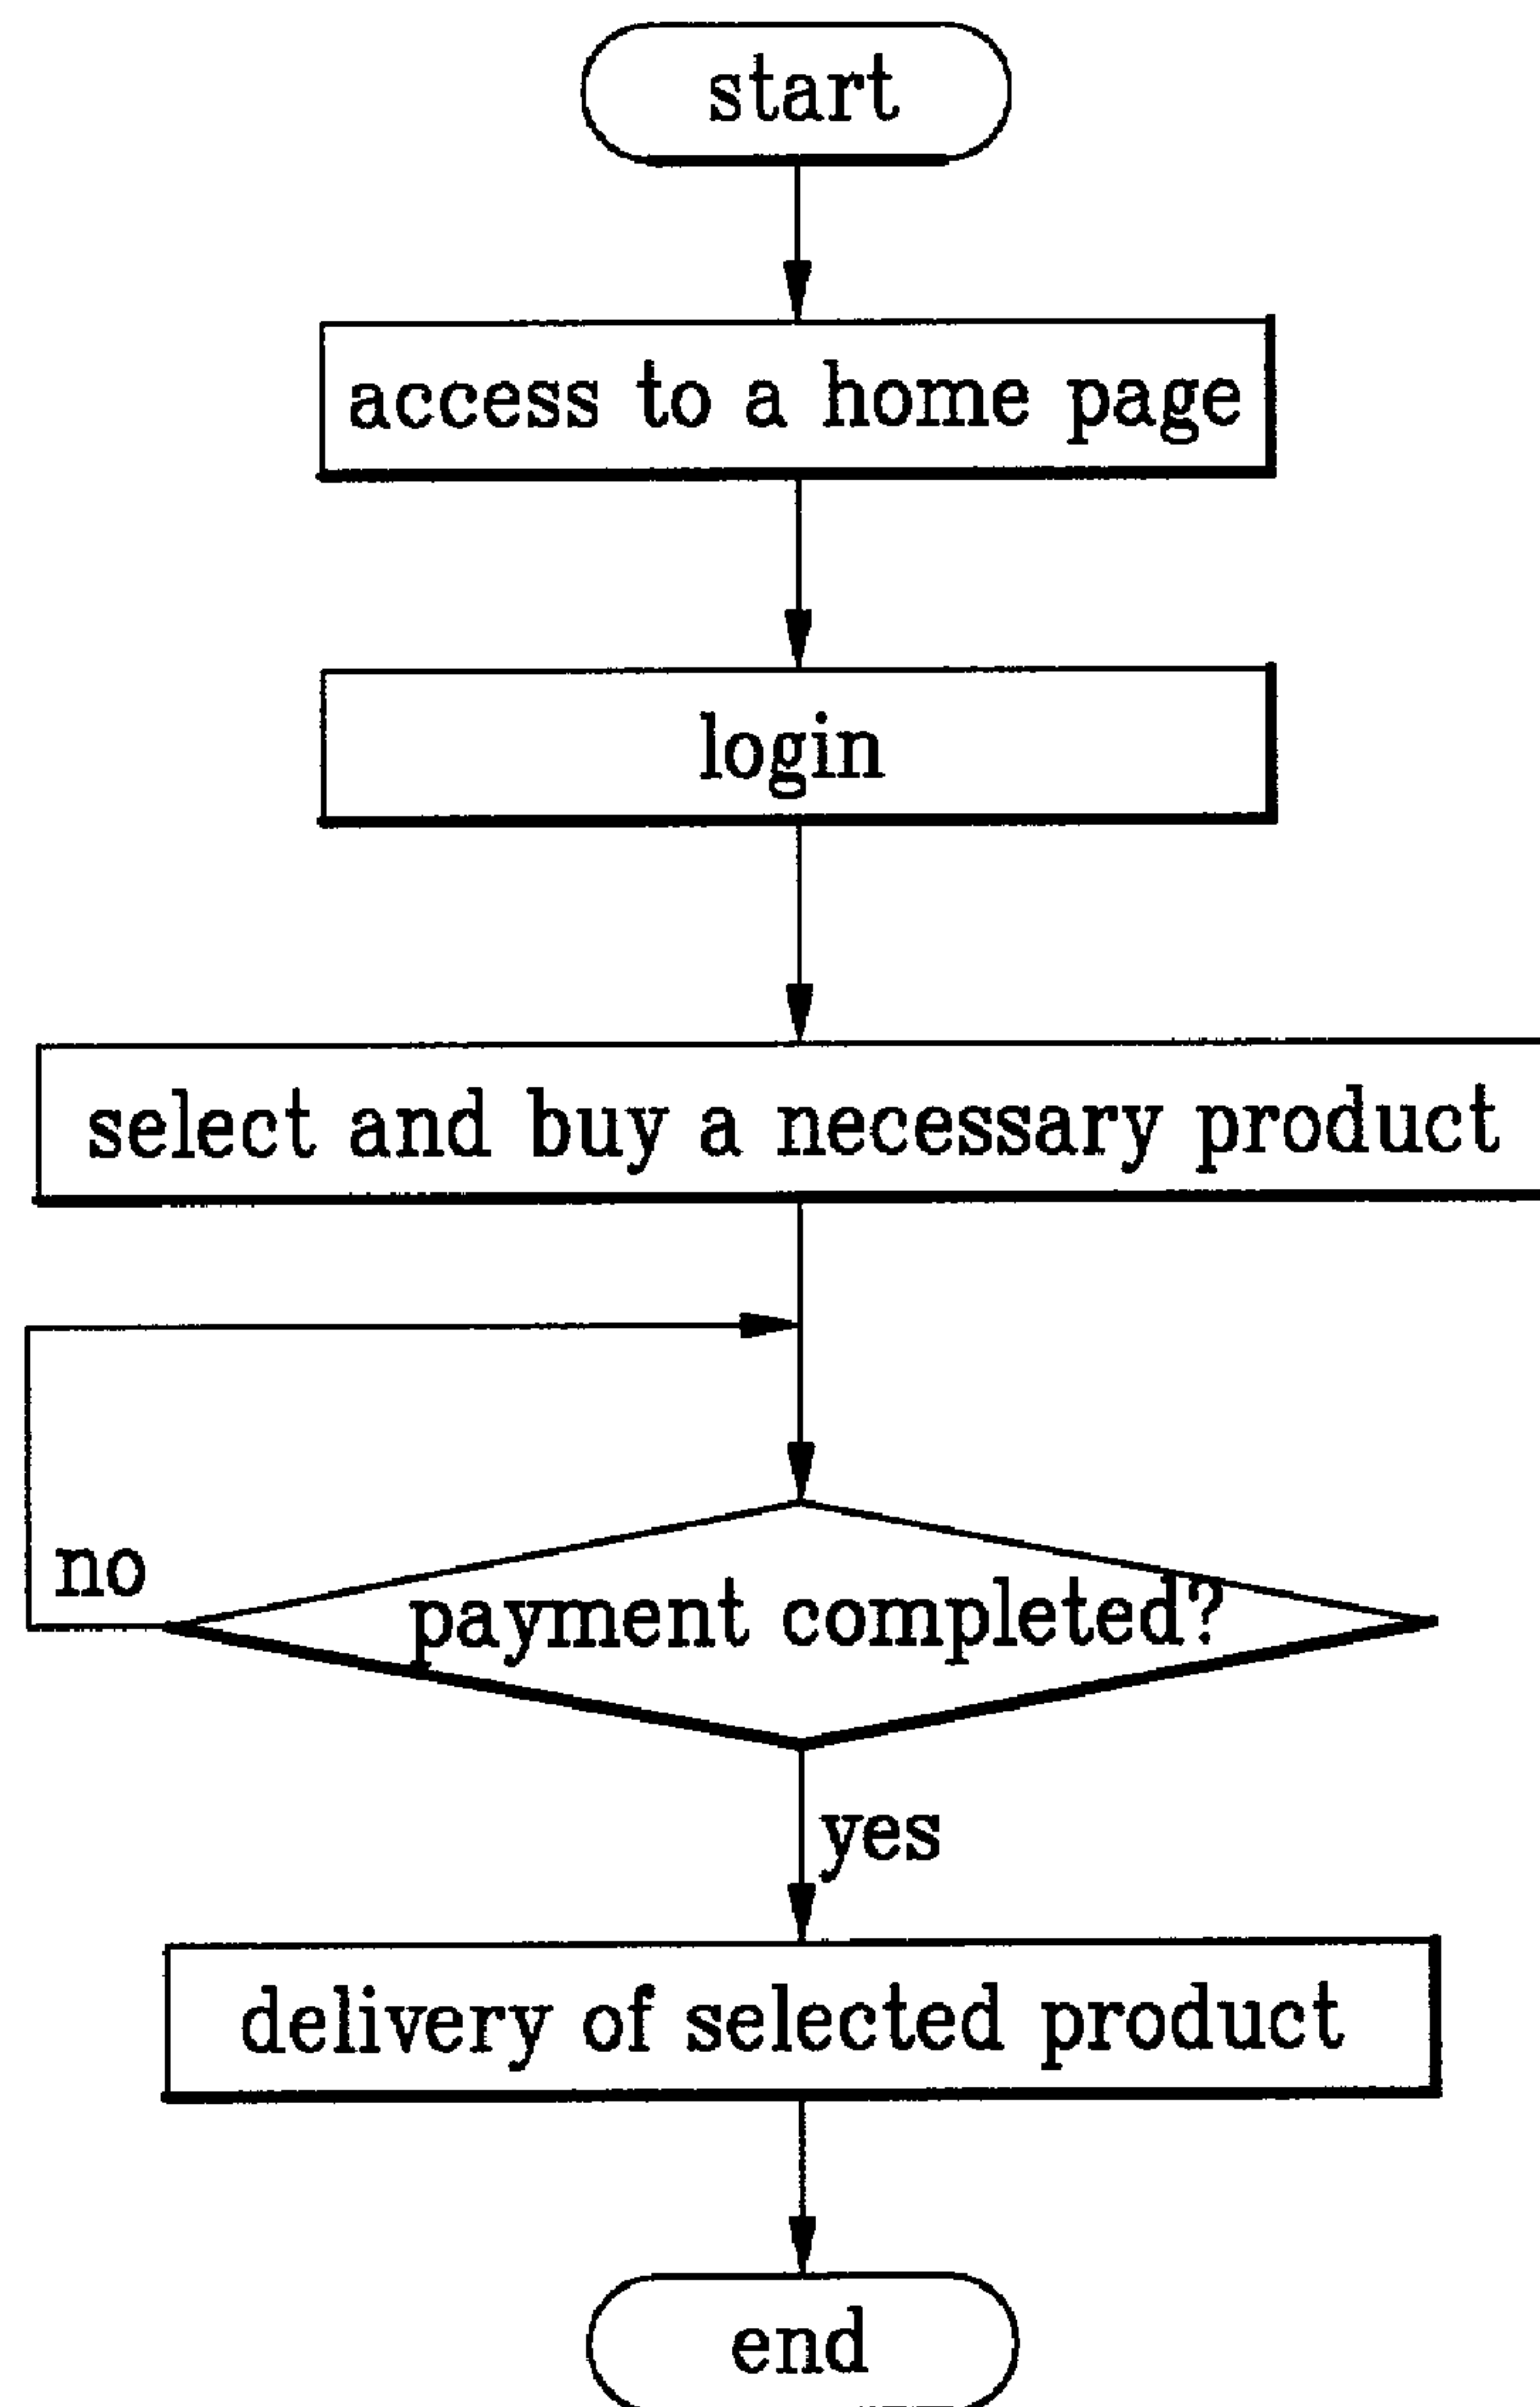 start
access to a home page
login
select and buy a necessary product
no
payment completed?
yes
delivery of selected product
end